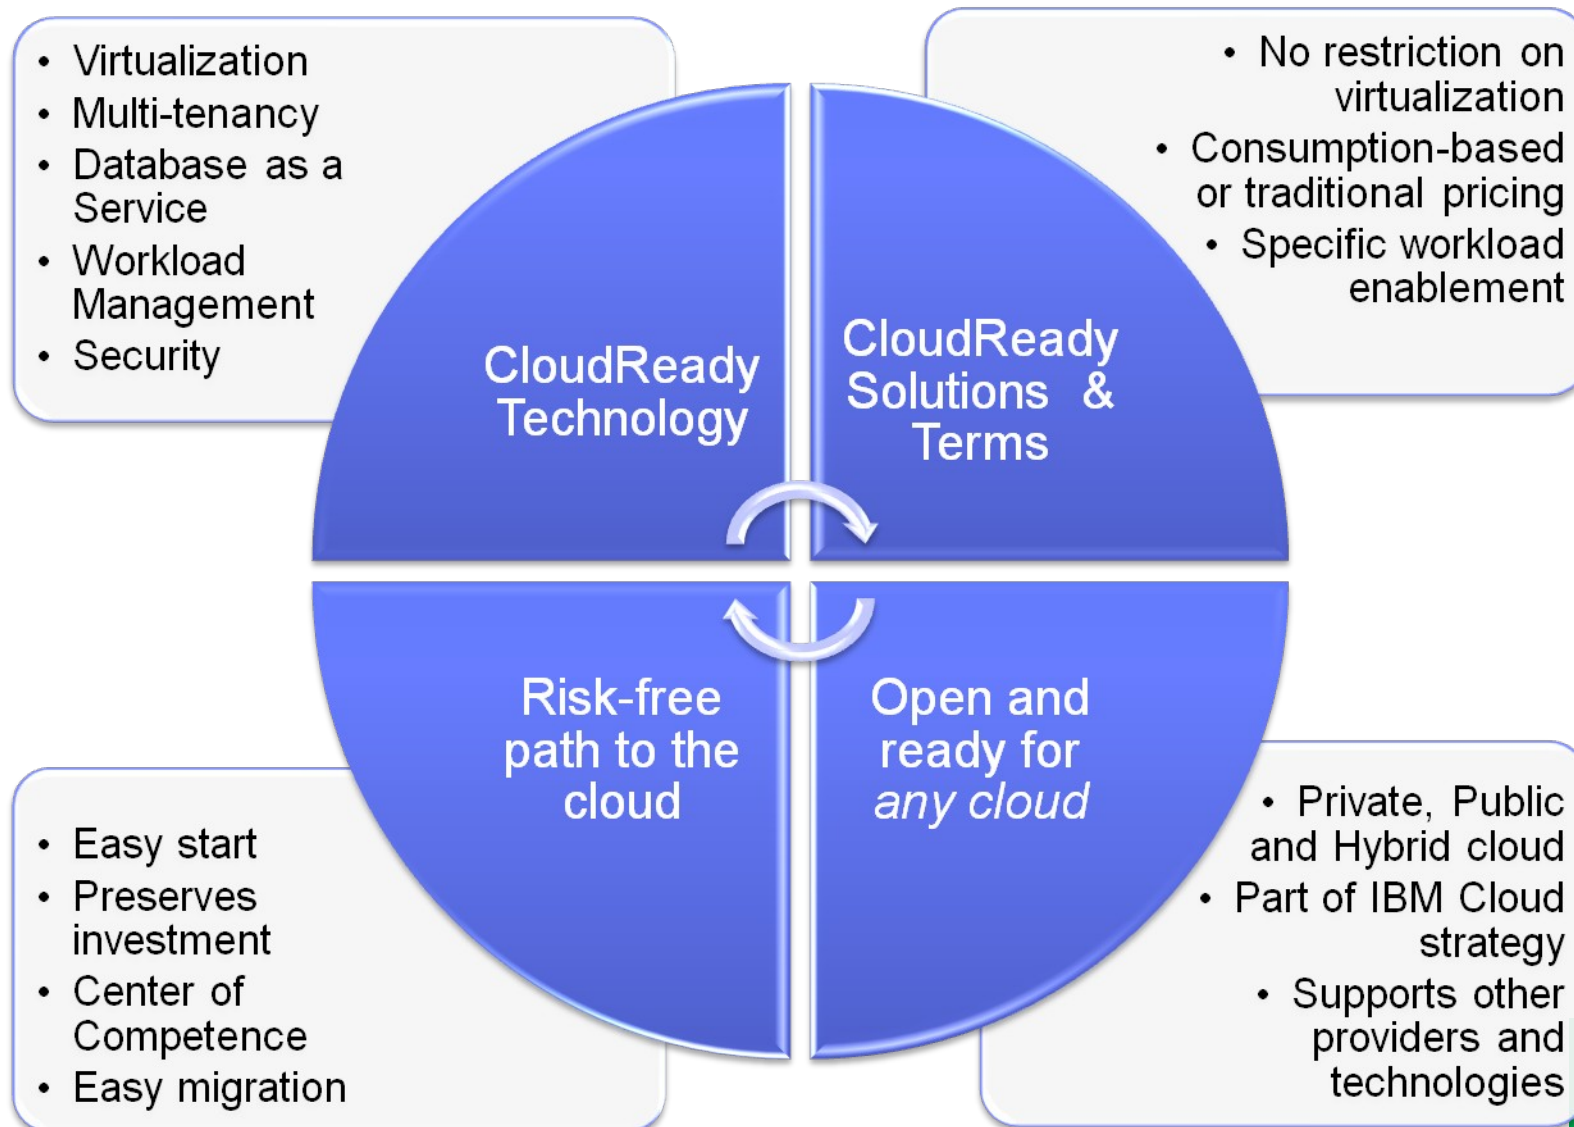 • Virtualization
• Multi-tenancy
• Database as a
Service
• Workload
Management
• Security
• No restriction on
virtualization
• Consumption-based
or traditional pricing
• Specific workload
enablement
CloudReady
Technology
CloudReady
Solutions &
Terms
Risk-free
path to the
cloud
Open and
ready for
any cloud
• Easy start
• Preserves
investment
• Center of
Competence
• Easy migration
• Private, Public
and Hybrid cloud
• Part of IBM Cloud
strategy
• Supports other
providers and
technologies